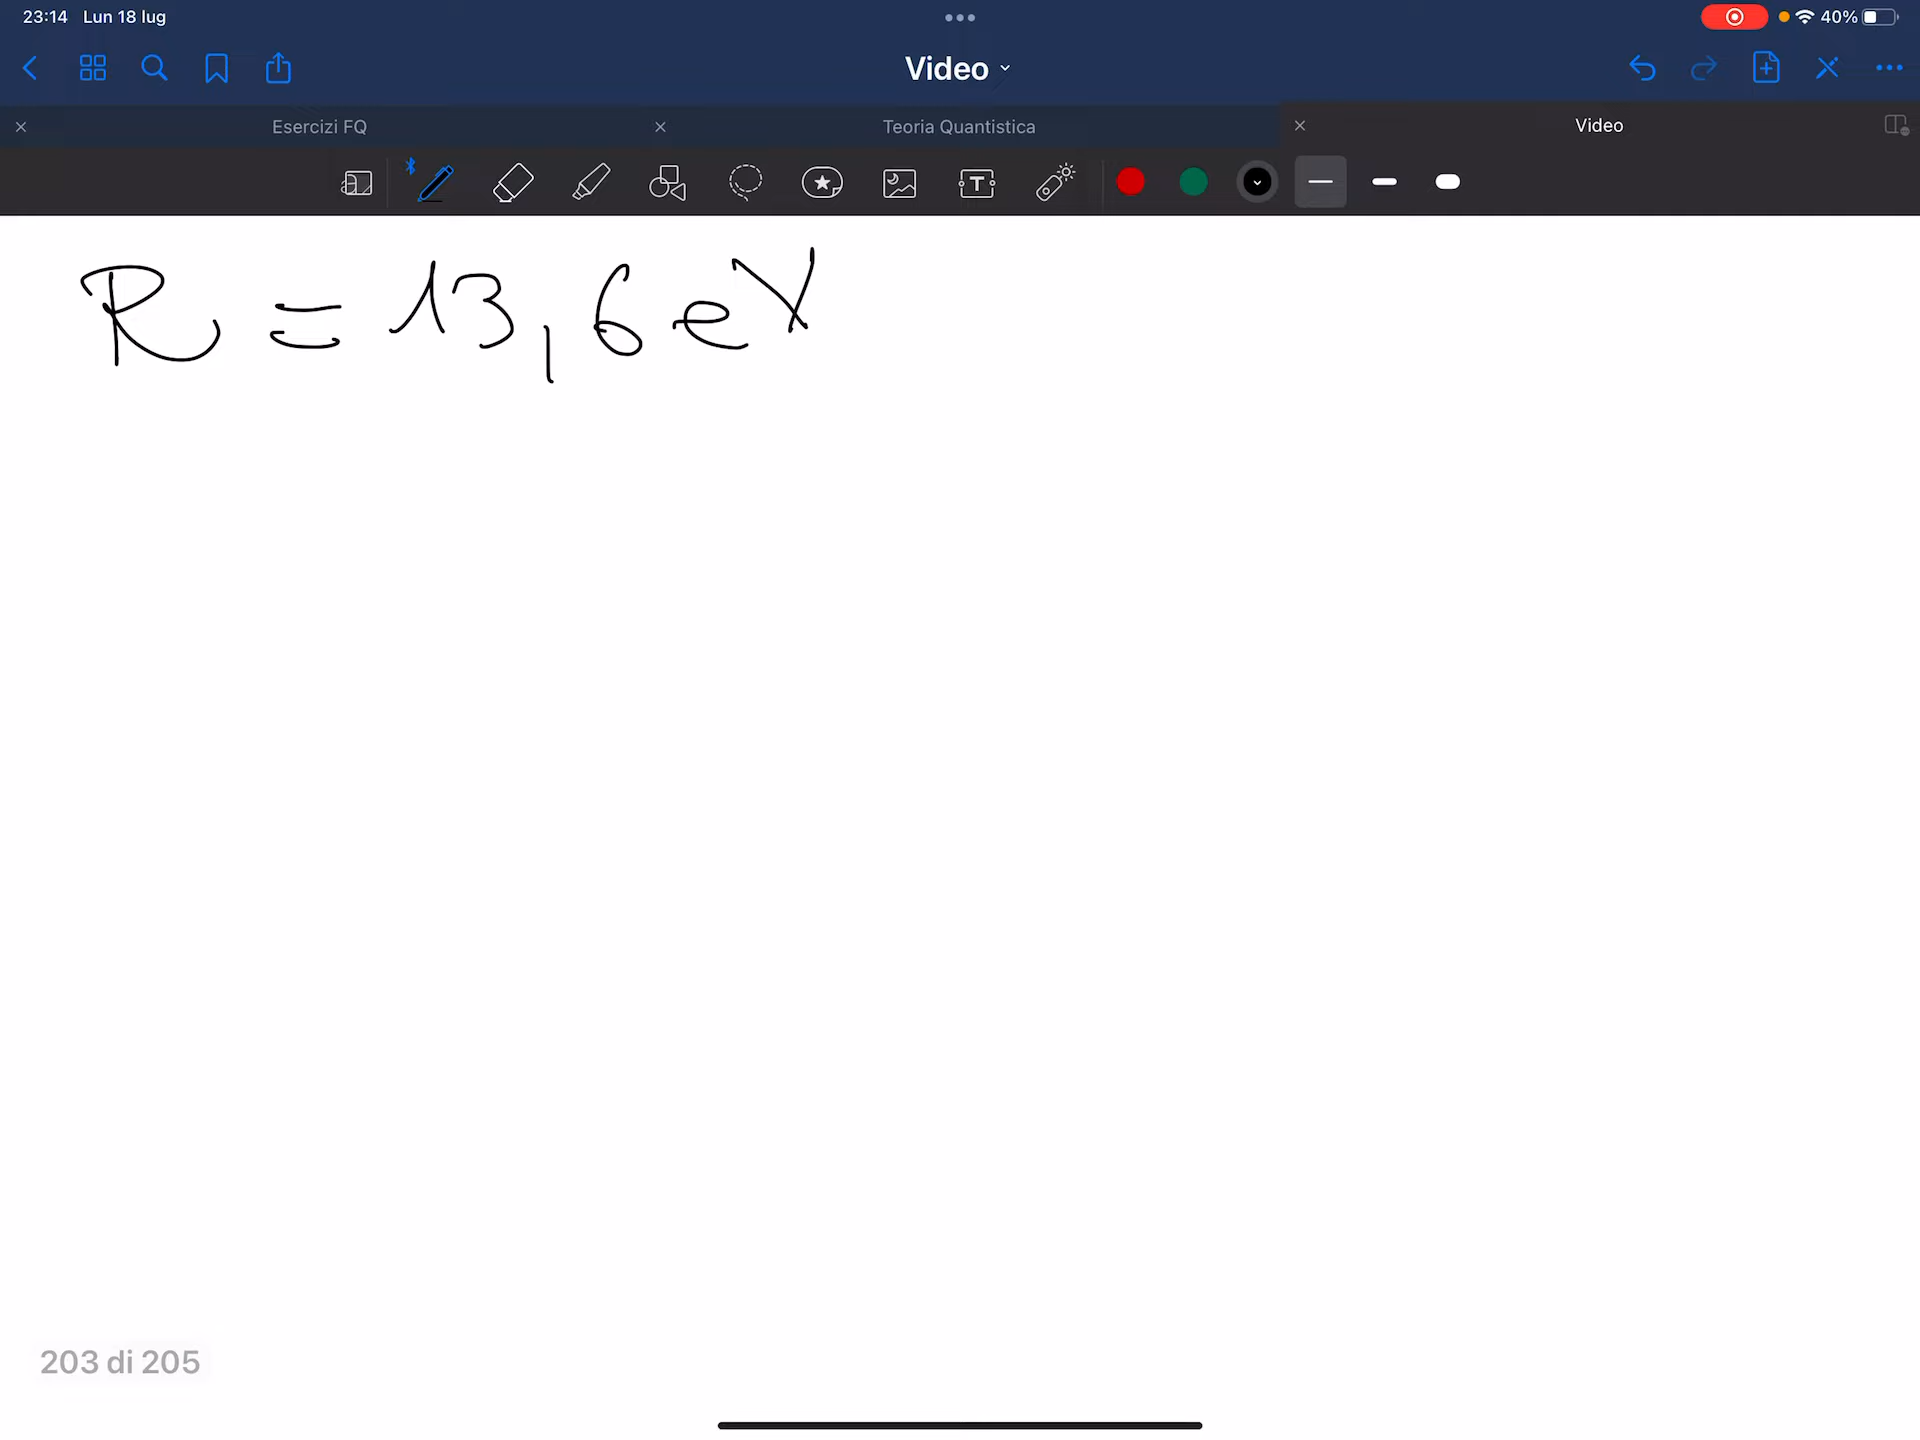 23:14 Lun 18 lug
40%
Video
Esercizi FQ
Teoria Quantistica
Video
T
R = 13,6 eV
203 di 205